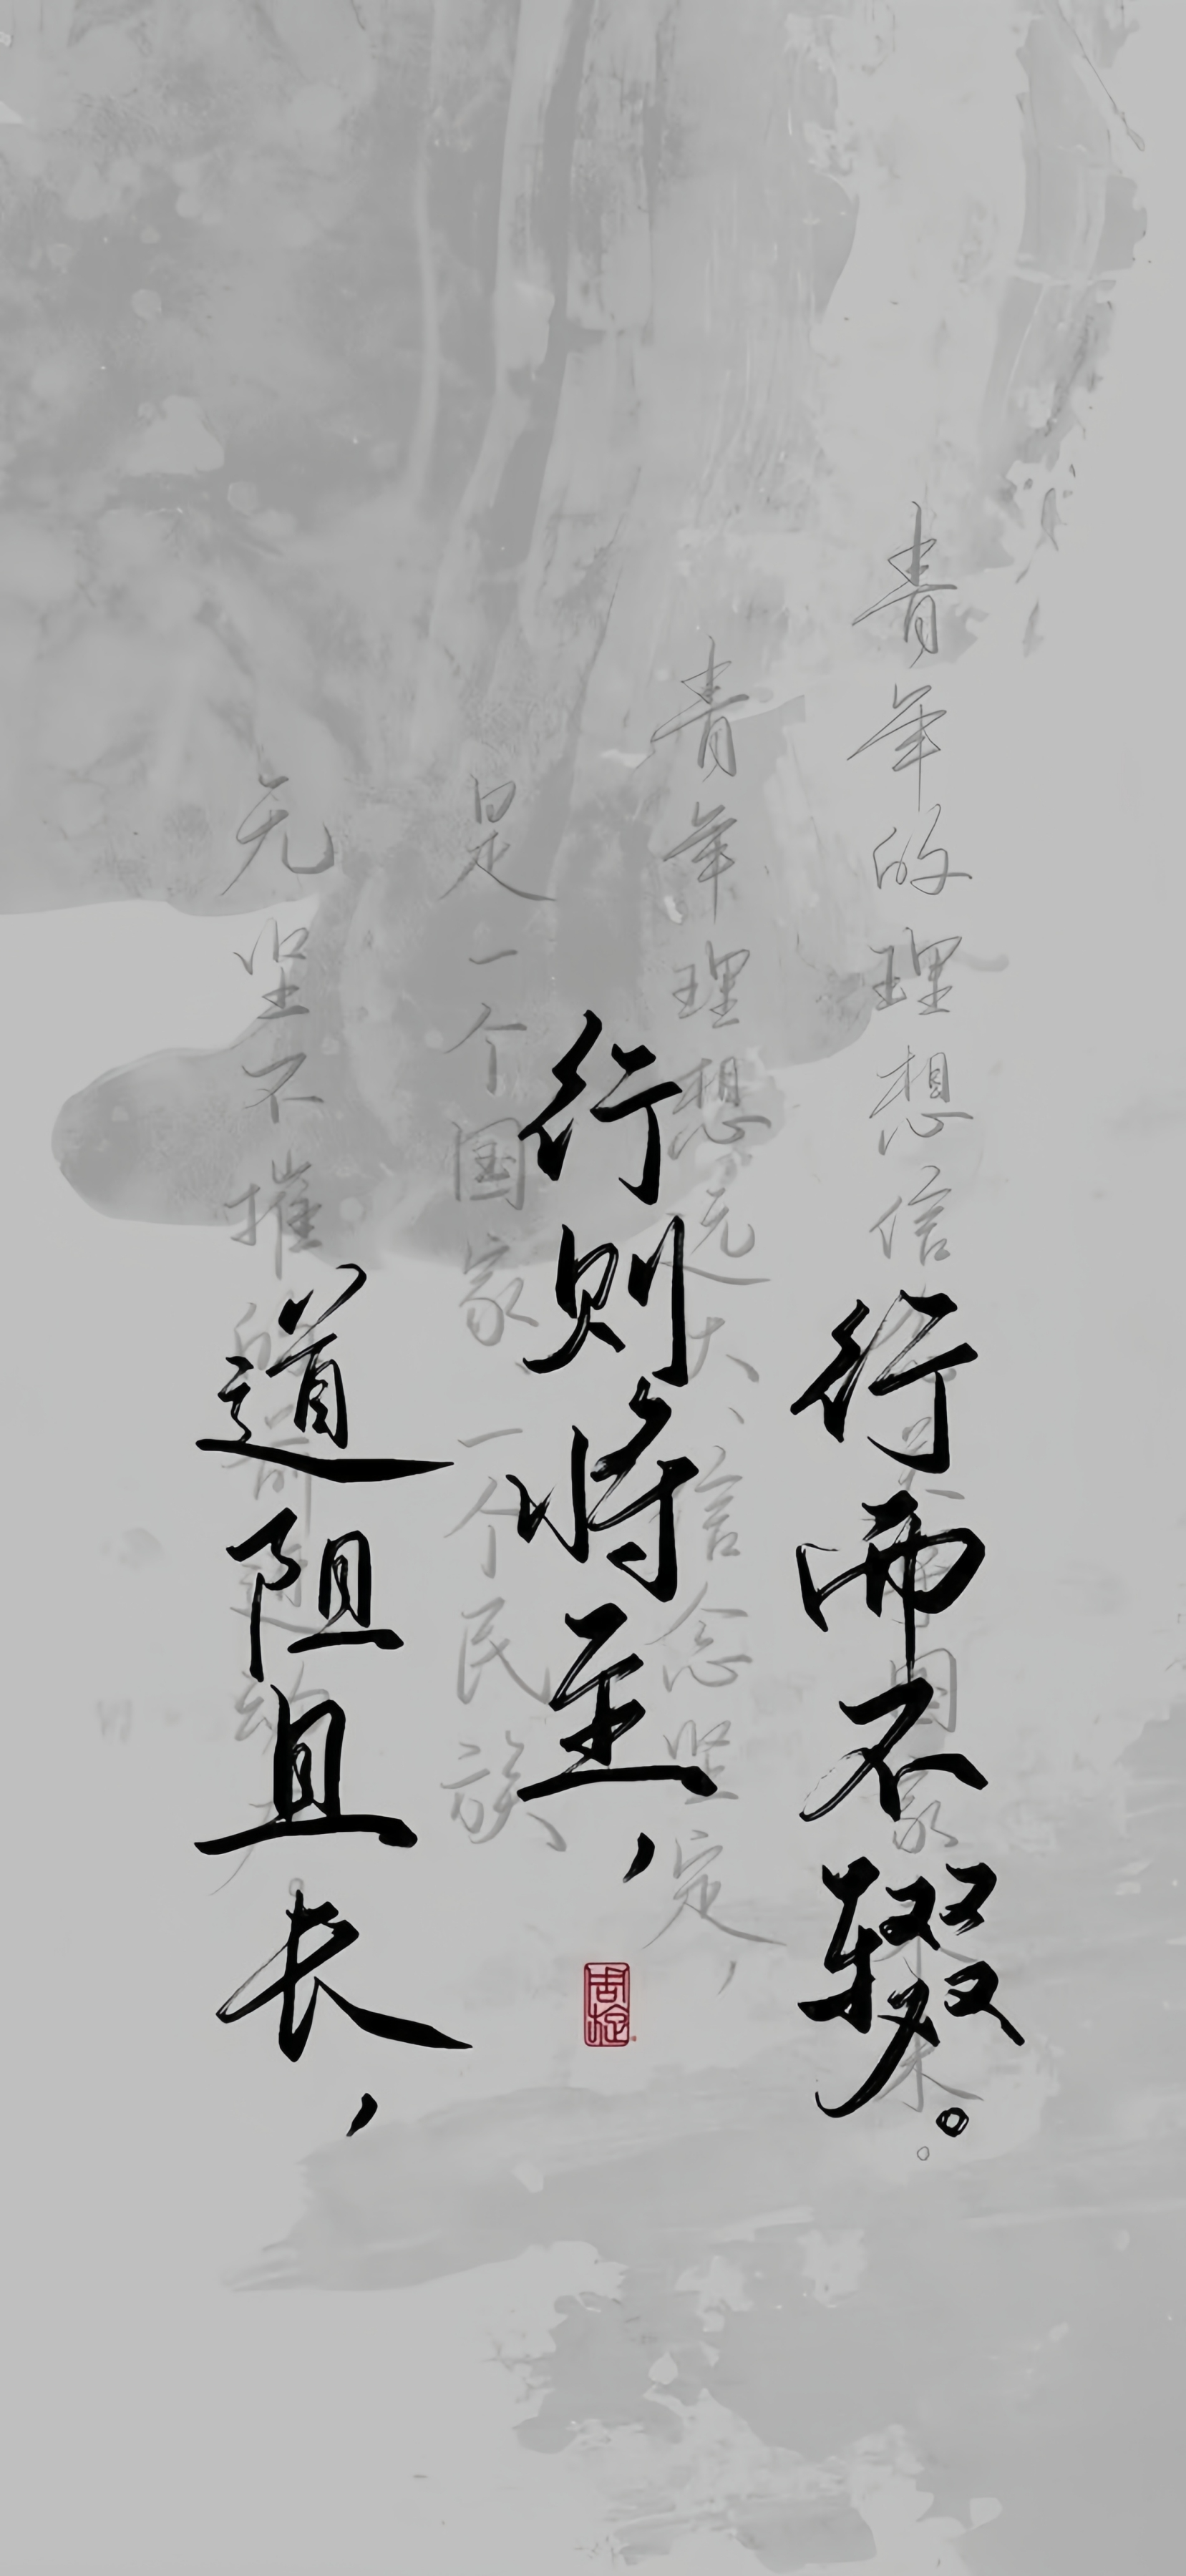 道阻且长，
行则将至，
行而不辍。
青年的理想信念关乎国家未来。
青年理想远大、信念坚定，
是一个国家、一个民族
无坚不摧的前进动力。